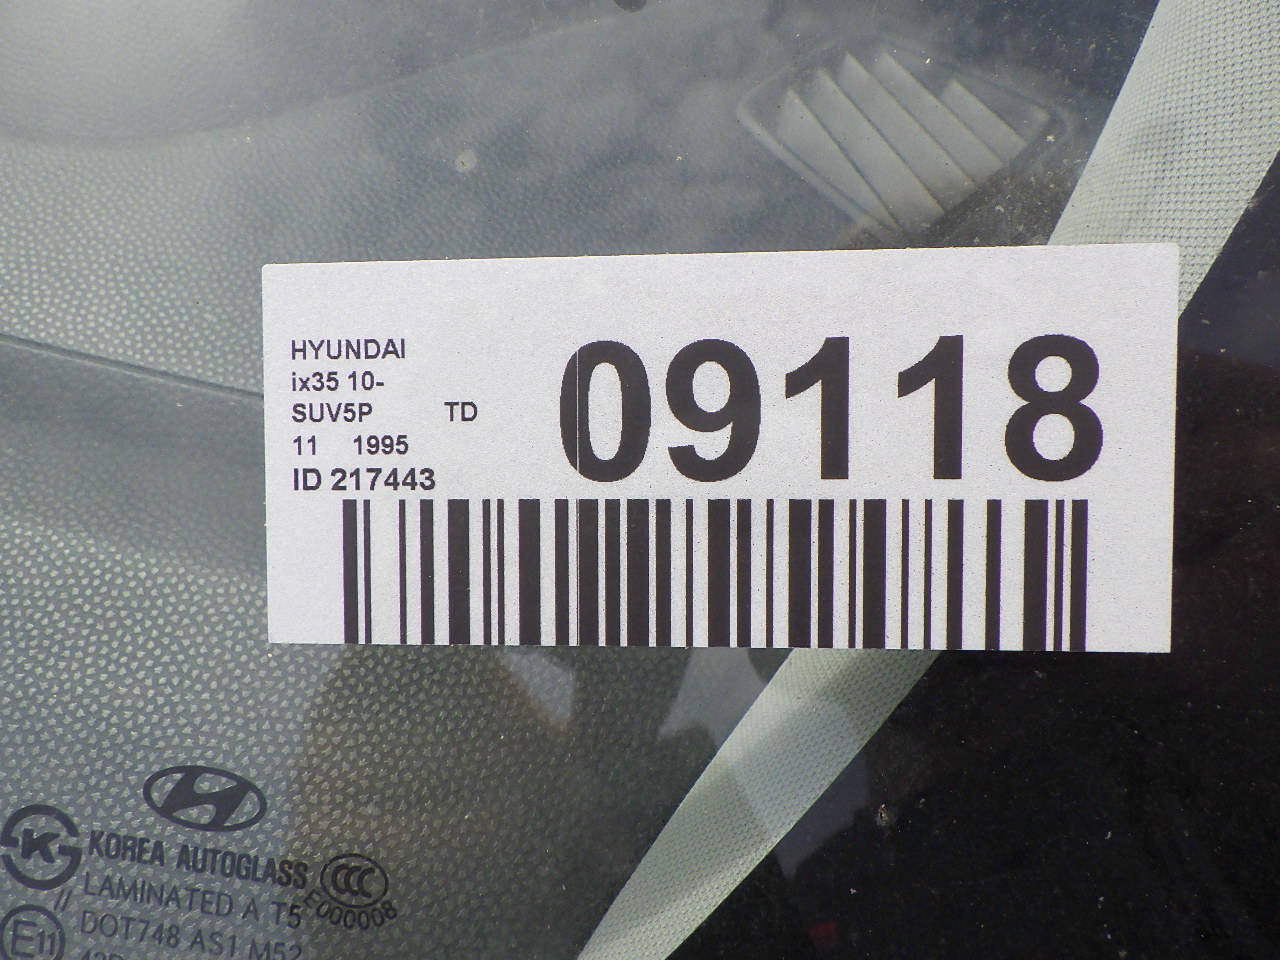 HYUNDAI
ix35 10-
SUV5P TD
11 1995
ID 217443
09118
KOREA AUTOGLASS
CCC
E000008
LAMINATED A T5
// DOT748 AS1 M52
E11